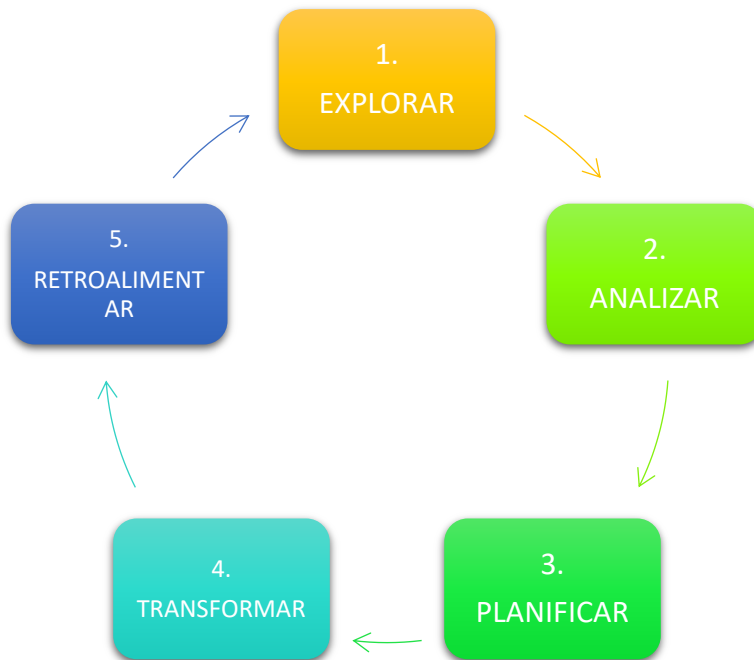 1.
EXPLORAR
2.
ANALIZAR
3.
PLANIFICAR
4.
TRANSFORMAR
5.
RETROALIMENT
AR